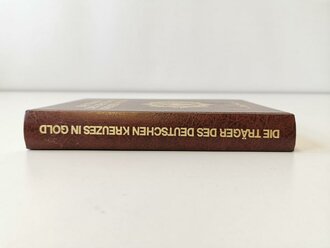 DIE TRÄGER DES DEUTSCHEN KREUZES IN GOLD